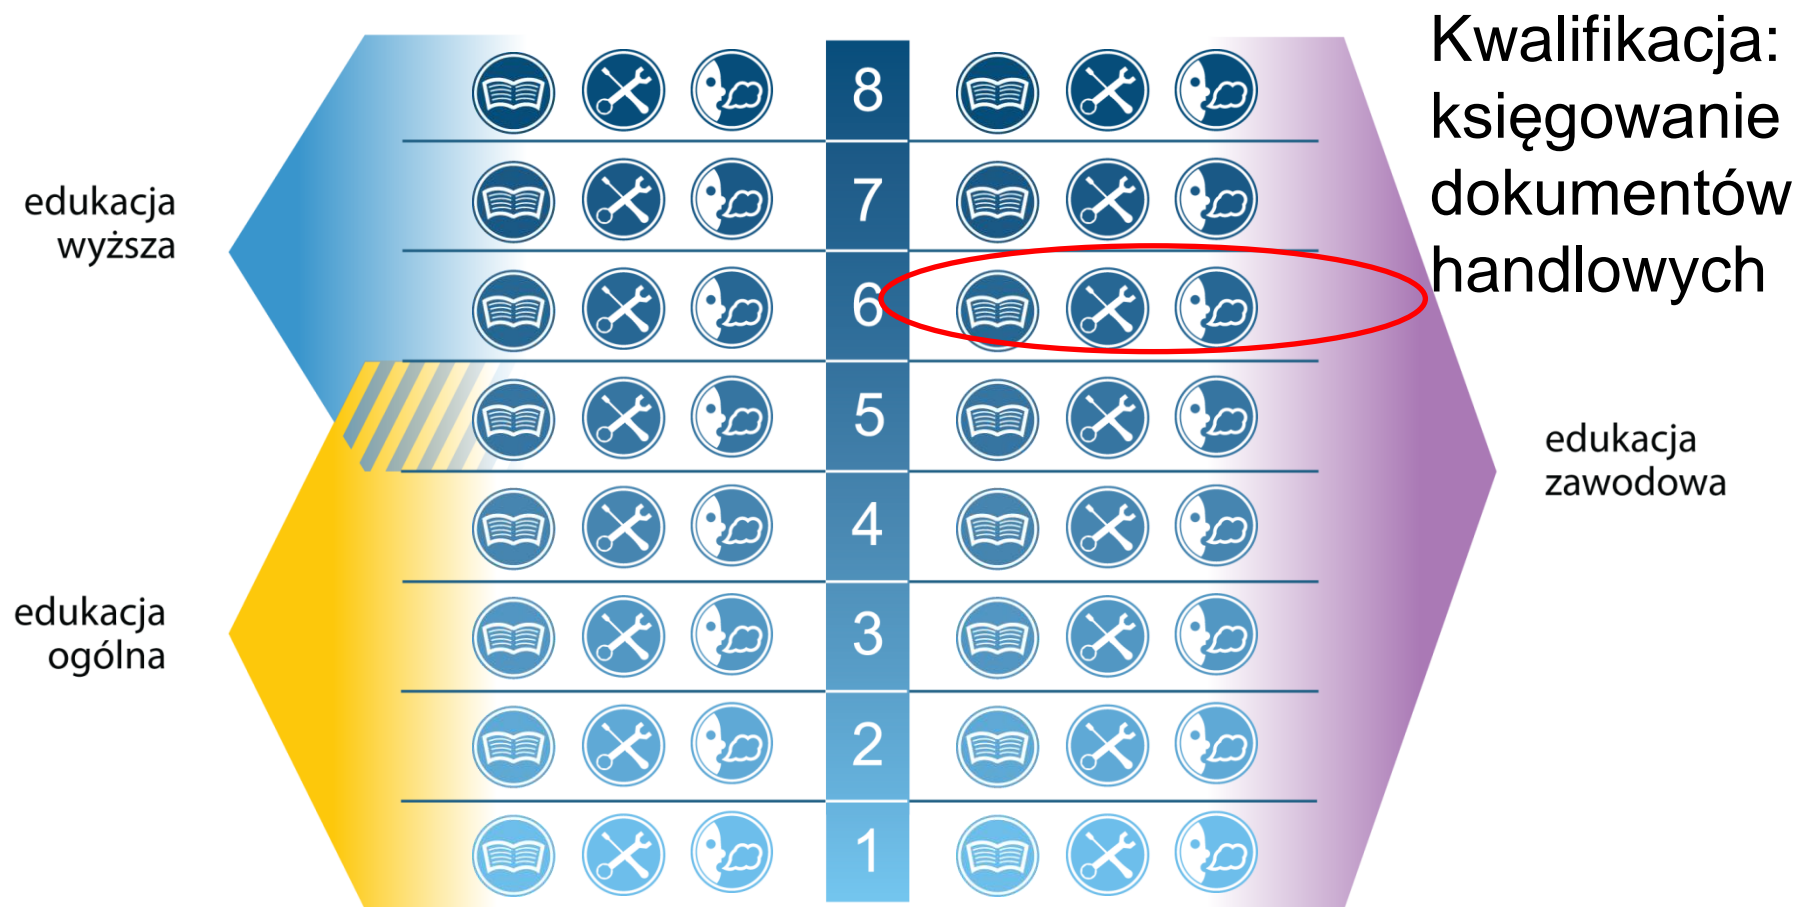 Kwalifikacja:
księgowanie
dokumentów
handlowych
edukacja
wyższa
edukacja
ogólna
8
7
6
5
4
3
2
1
edukacja
zawodowa